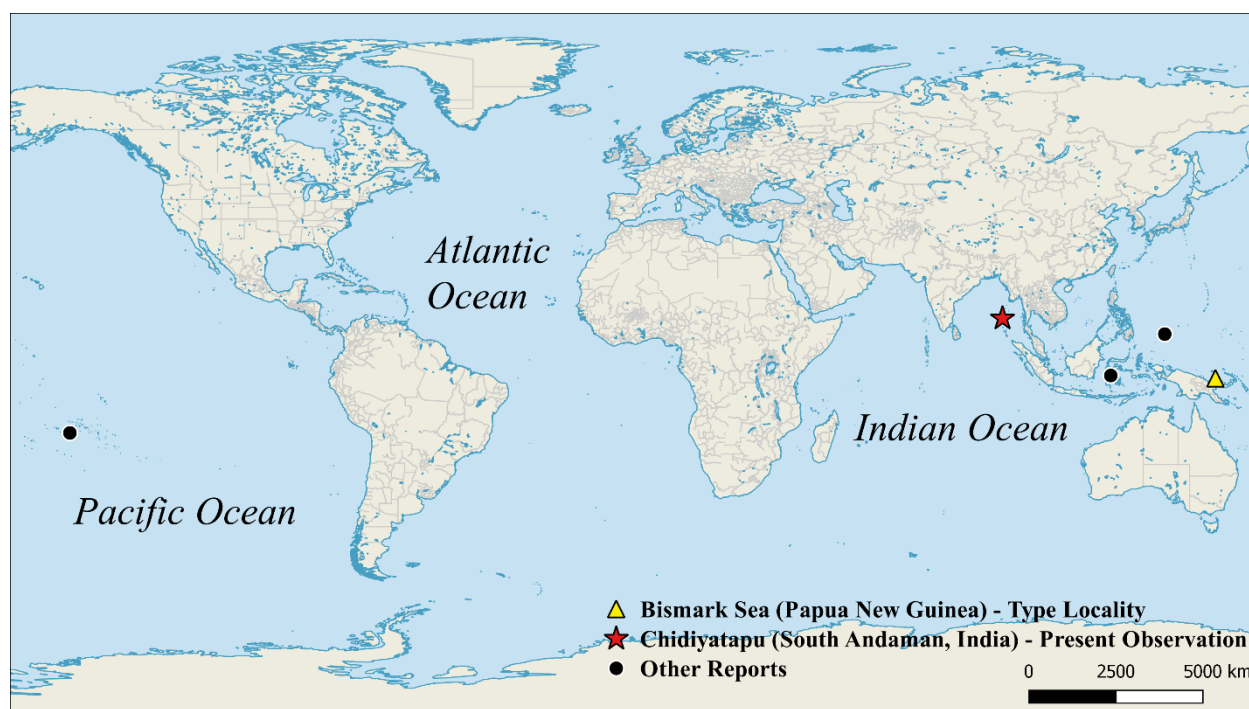 Atlantic
Ocean
Indian Ocean
Pacific Ocean
Bismark Sea (Papua New Guinea) - Type Locality
Chidiyatapu (South Andaman, India) - Present Observation
Other Reports
0 2500 5000 km